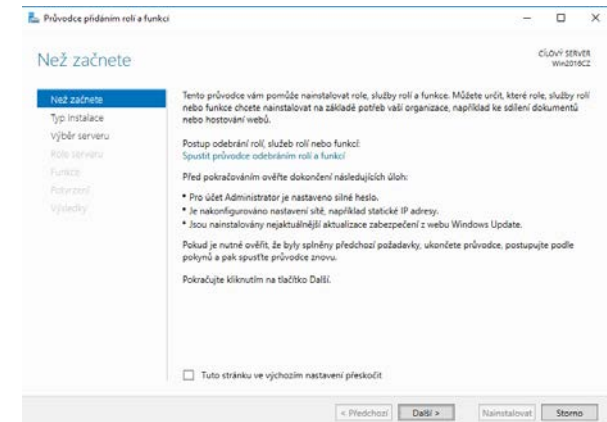 Průvodce přidáním rolí a funkcí
Než začnete
CÍLOVÝ SERVER
Win2018CZ
Než začnete
Typ instalace
Výběr serveru
Role serveru
Funkce
Potvrzení
Výsledky
Tento průvodce vám pomůže nainstalovat role, služby rolí a funkce. Můžete určit, které role, služby rolí
nebo funkce chcete nainstalovat na základě potřeb vaší organizace, například ke sdílení dokumentů
nebo hostování webů.
Postup odebrání rolí, služeb rolí nebo funkcí:
Spustit průvodce odebráním rolí a funkcí
Před pokračováním ověřte dokončení následujících úloh:
• Pro účet Administrator je nastaveno silné heslo.
• Je nakonfigurováno nastavení sítě, například statické IP adresy.
• Jsou nainstalovány nejaktuálnější aktualizace zabezpečení z webu Windows Update.
Pokud je nutné ověřit, že byly splněny předchozí požadavky, ukončete průvodce, postupujte podle
pokynů a pak spusťte průvodce znovu.
Pokračujte kliknutím na tlačítko Další.
Tuto stránku ve výchozím nastavení přeskočit
< Předchozí
Další >
Nainstalovat
Storno